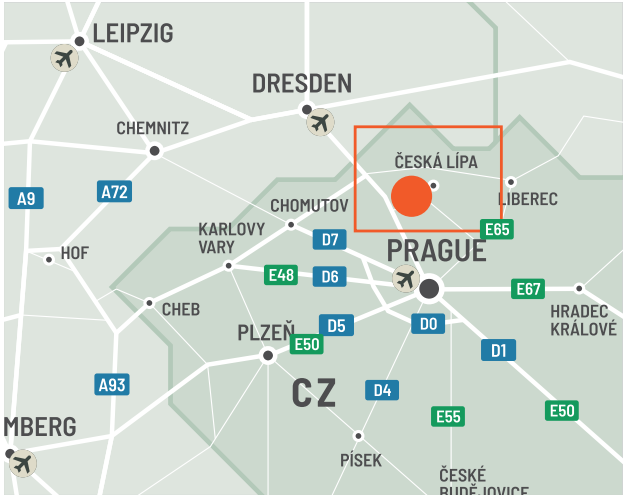 LEIPZIG
DRESDEN
CHEMNITZ
ČESKÁ LÍPA
A9
A72
LIBEREC
CHOMUTOV
E65
KARLOVY
VARY
D7
PRAGUE
HOF
E48
D6
E67
CHEB
HRADEC
KRÁLOVÉ
PLZEŇ
D5
D0
E50
D1
A93
CZ
D4
E55
E50
MBERG
PÍSEK
ČESKÉ
BUDĚJOVICE